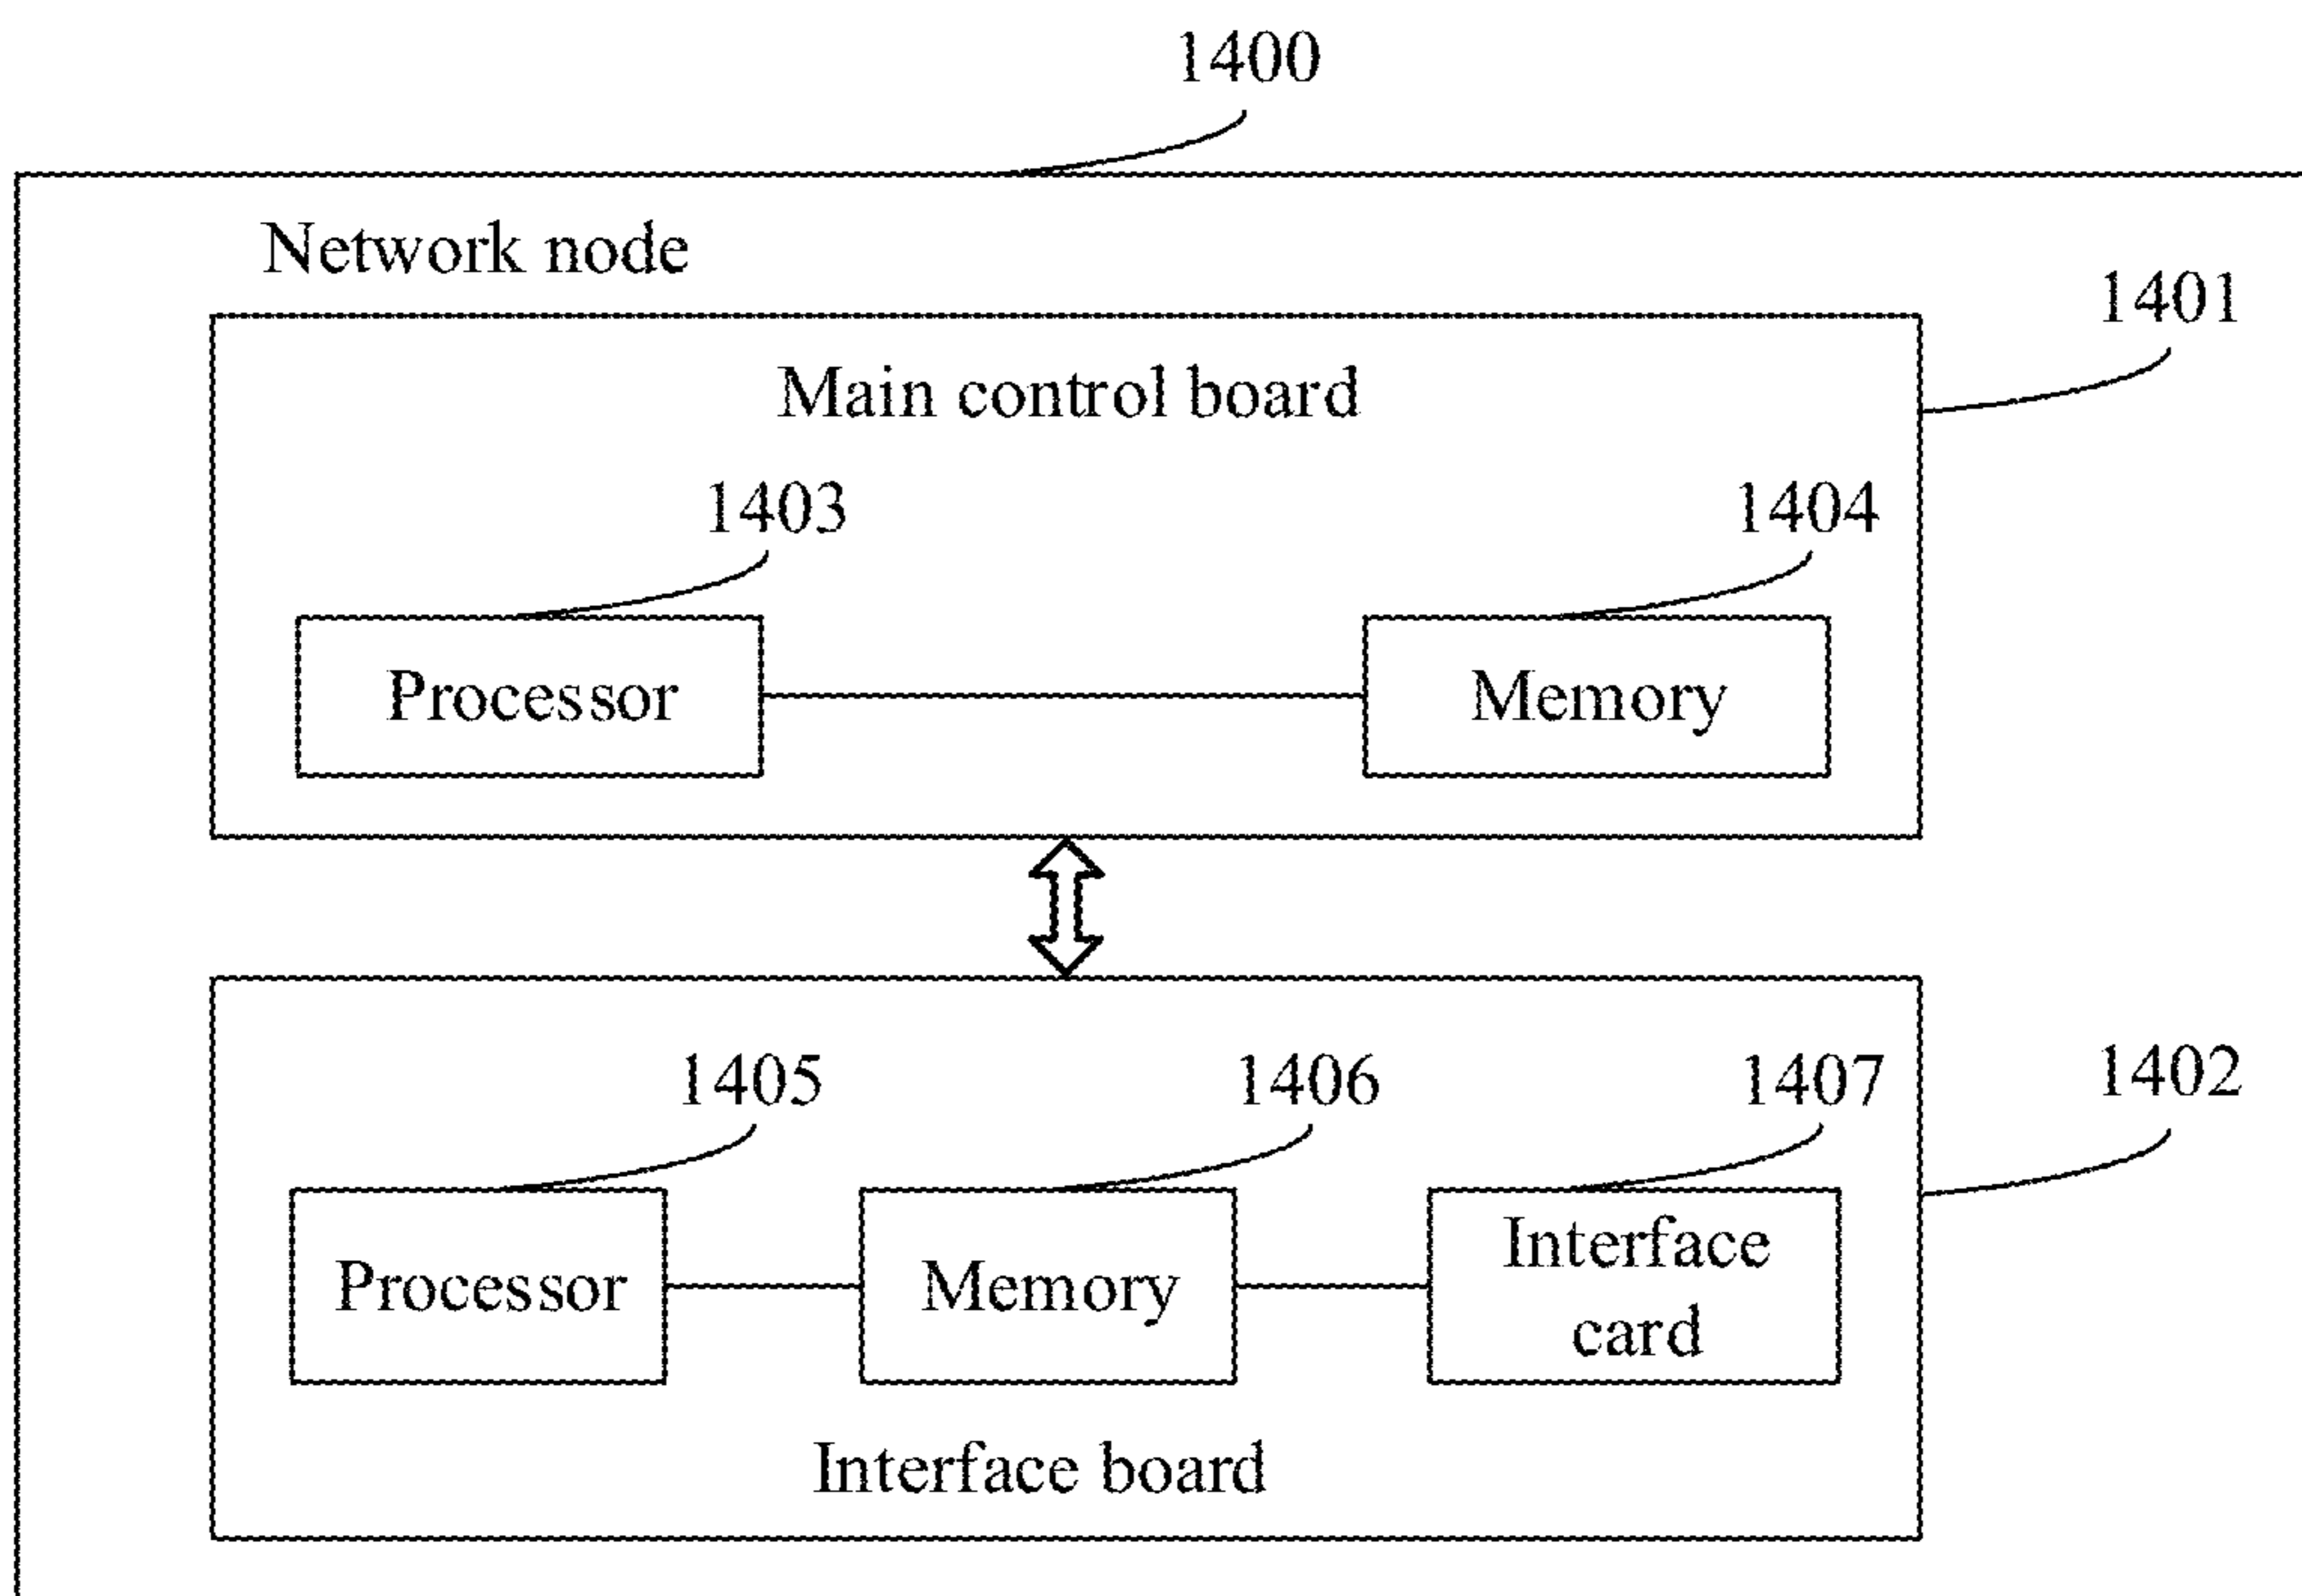 1400
Network node
1401
Main control board
1403
1404
Processor
Memory
1405
1406
1407
1402
Processor
Memory
Interface
card
Interface board